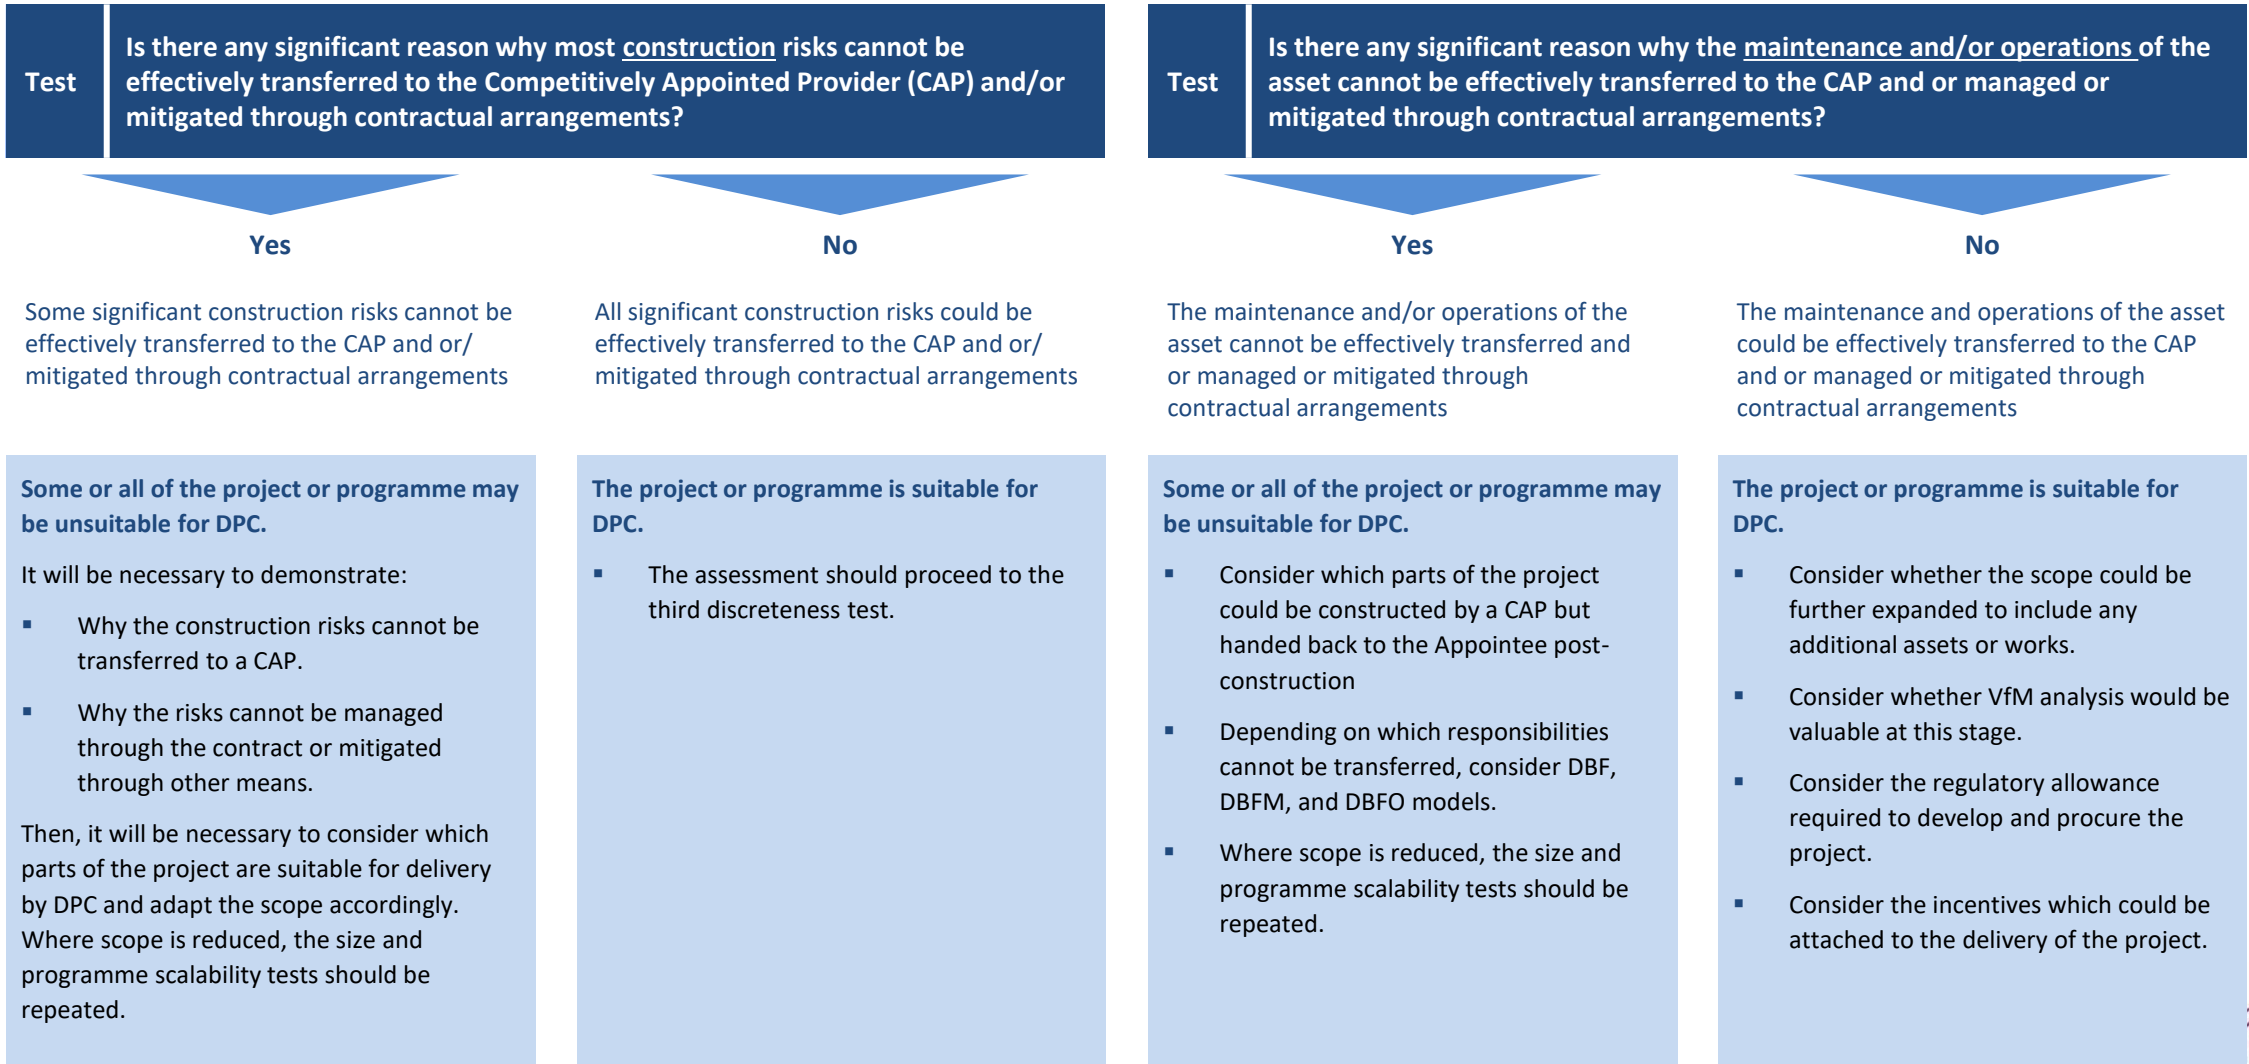 Test
Is there any significant reason why most construction risks cannot be
effectively transferred to the Competitively Appointed Provider (CAP) and/or
mitigated through contractual arrangements?
Yes
Some significant construction risks cannot be
effectively transferred to the CAP and or/
mitigated through contractual arrangements
Some or all of the project or programme may
be unsuitable for DPC.
It will be necessary to demonstrate:
▪ Why the construction risks cannot be
transferred to a CAP.
▪ Why the risks cannot be managed
through the contract or mitigated
through other means.
Then, it will be necessary to consider which
parts of the project are suitable for delivery
by DPC and adapt the scope accordingly.
Where scope is reduced, the size and
programme scalability tests should be
repeated.
No
All significant construction risks could be
effectively transferred to the CAP and or/
mitigated through contractual arrangements
The project or programme is suitable for
DPC.
▪ The assessment should proceed to the
third discreteness test.
Test
Is there any significant reason why the maintenance and/or operations of the
asset cannot be effectively transferred to the CAP and or managed or
mitigated through contractual arrangements?
Yes
The maintenance and/or operations of the
asset cannot be effectively transferred and
or managed or mitigated through
contractual arrangements
Some or all of the project or programme may
be unsuitable for DPC.
▪ Consider which parts of the project
could be constructed by a CAP but
handed back to the Appointee post-
construction
▪ Depending on which responsibilities
cannot be transferred, consider DBF,
DBFM, and DBFO models.
▪ Where scope is reduced, the size and
programme scalability tests should be
repeated.
No
The maintenance and operations of the asset
could be effectively transferred to the CAP
and or managed or mitigated through
contractual arrangements
The project or programme is suitable for
DPC.
▪ Consider whether the scope could be
further expanded to include any
additional assets or works.
▪ Consider whether VfM analysis would be
valuable at this stage.
▪ Consider the regulatory allowance
required to develop and procure the
project.
▪ Consider the incentives which could be
attached to the delivery of the project.